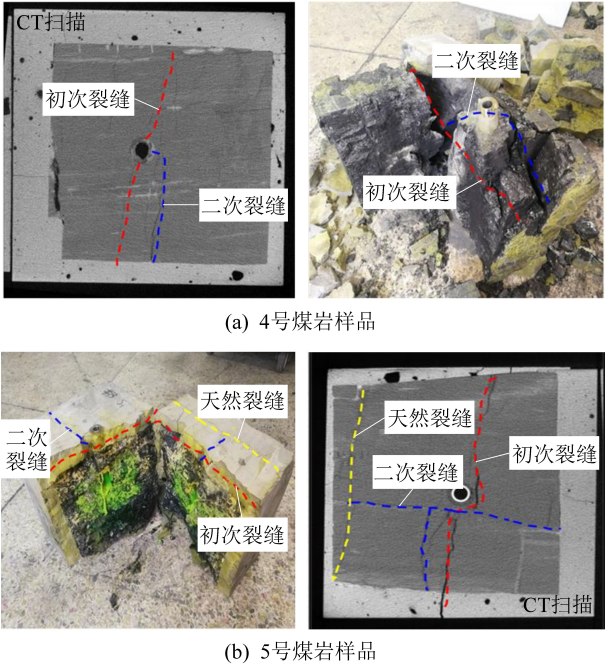 CT扫描
初次裂缝
二次裂缝
二次裂缝
初次裂缝
(a) 4号煤岩样品
二次
裂缝
天然裂缝
初次裂缝
天然裂缝
二次裂缝
初次裂缝
CT扫描
(b) 5号煤岩样品